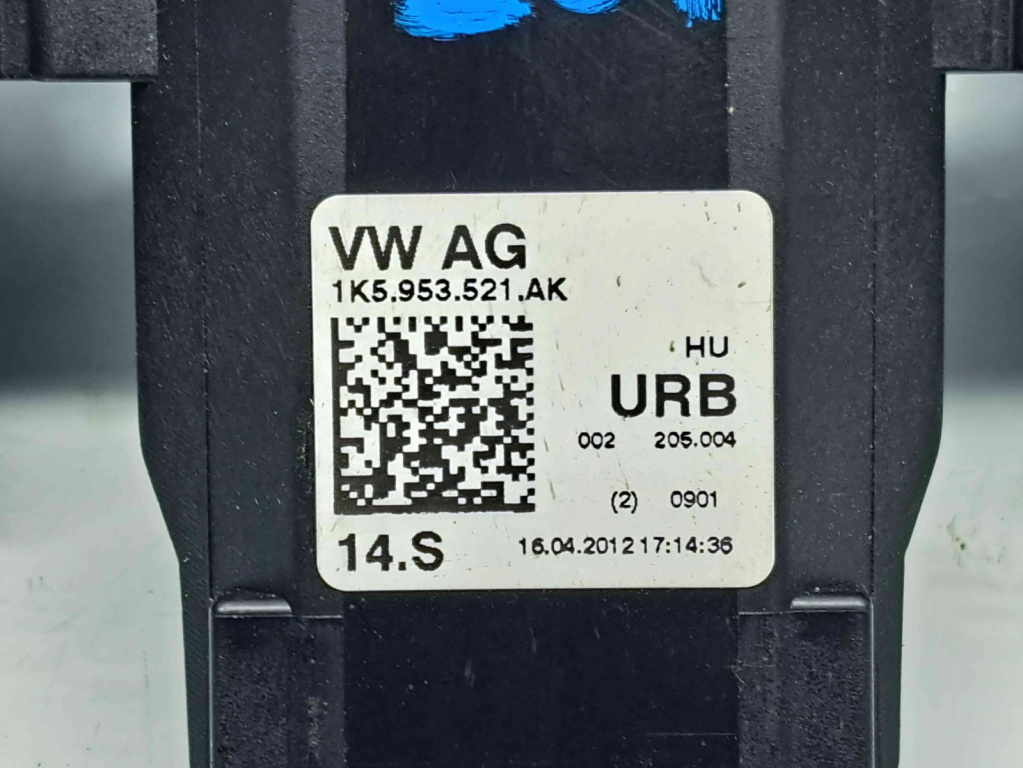 VW AG
1K5.953.521.AK
HU
URB
002 205.004
(2) 0901
14.S
16.04.2012 17:14:36